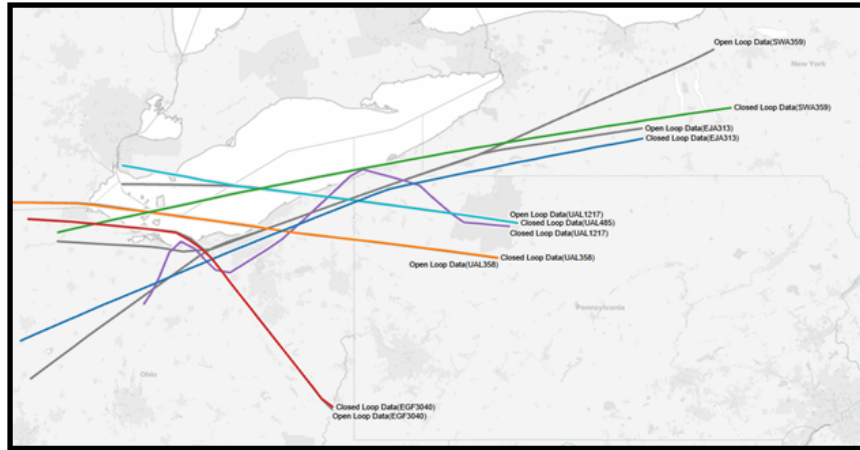 Open Loop Data(SWA359)
New York
Closed Loop Data(SWA359)
Open Loop Data(EJA313)
Closed Loop Data(EJA313)
Open Loop Data(UAL1217)
Closed Loop Data(UAL485)
Closed Loop Data(UAL1217)
Closed Loop Data(UAL358)
Open Loop Data(UAL358)
Pennsylvania
Ohio
Closed Loop Data(EGF3040)
Open Loop Data(EGF3040)